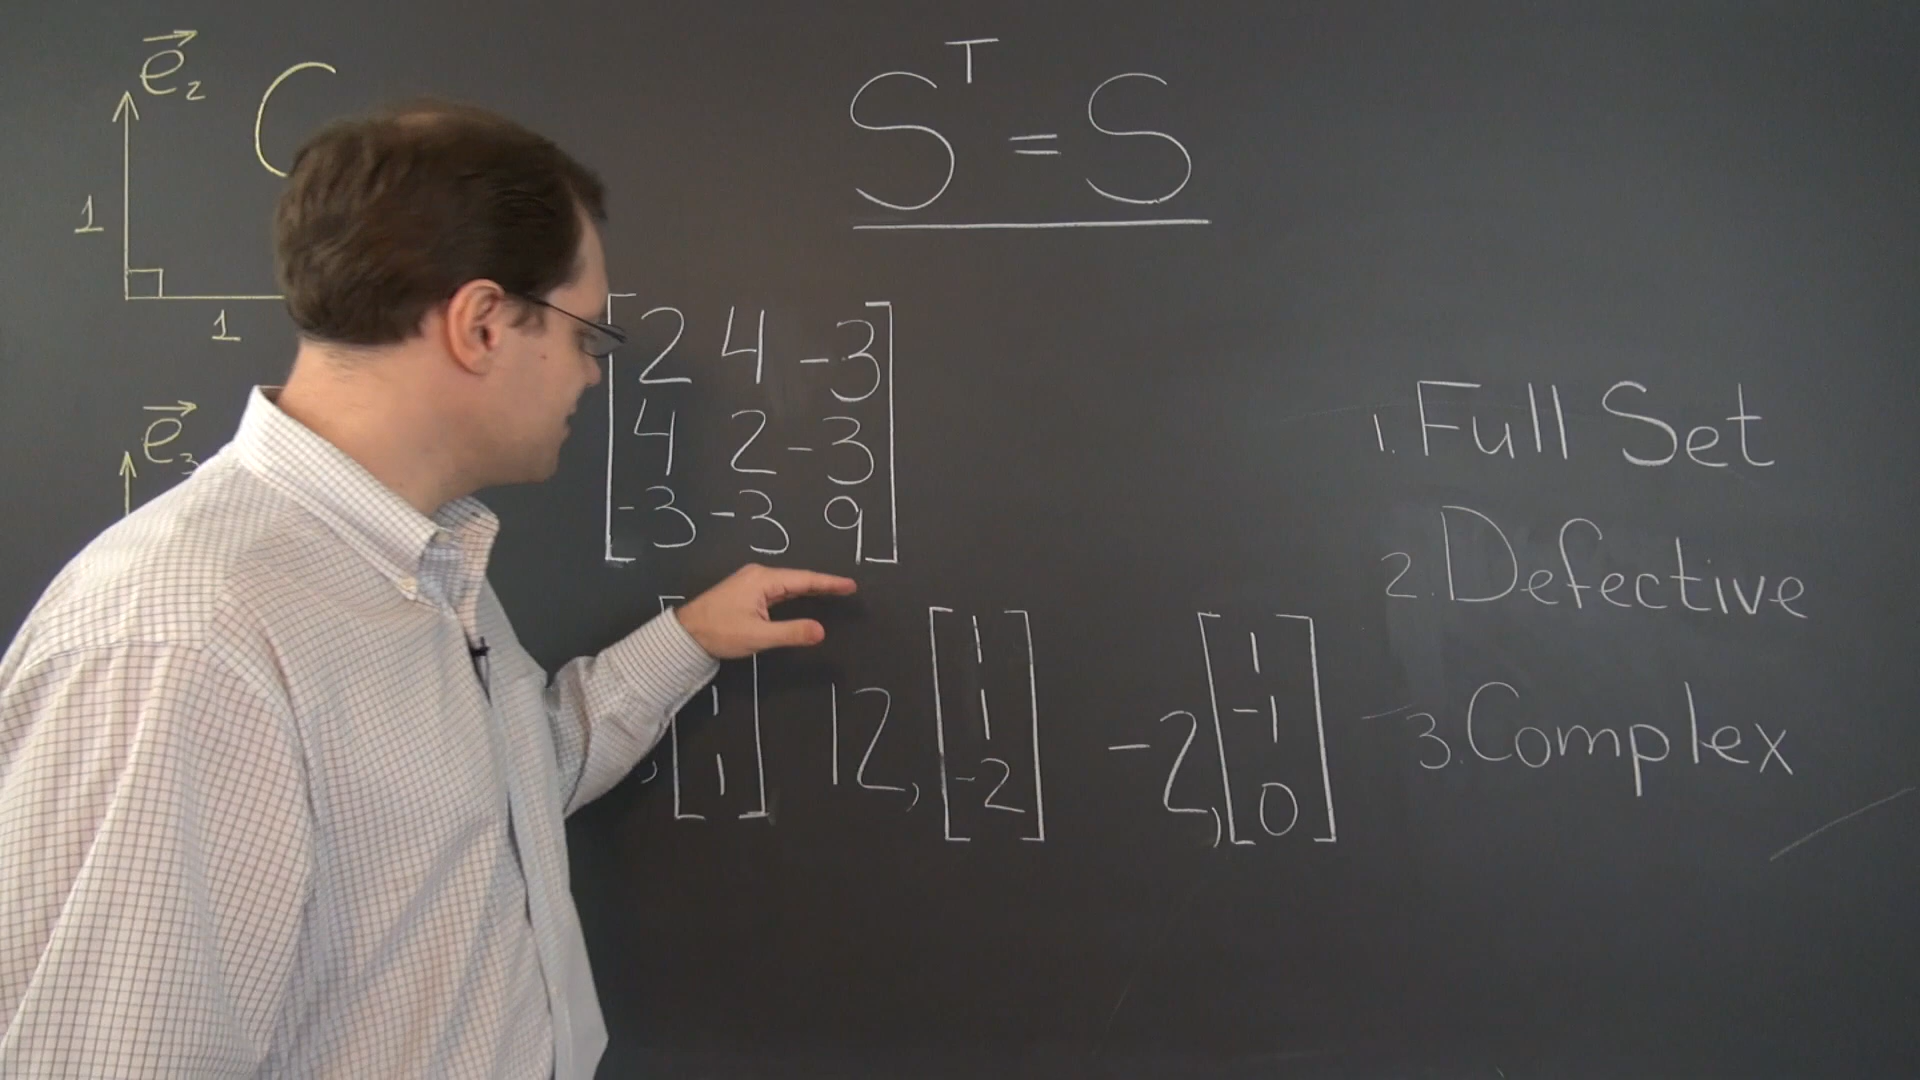 e₂
1
1
e₃
Sᵀ = S
2 4 -3
4 2 -3
-3 -3 9
, 1 1
12, 1 1 -2
-2, 1 -1 0
1. Full Set
2. Defective
3. Complex